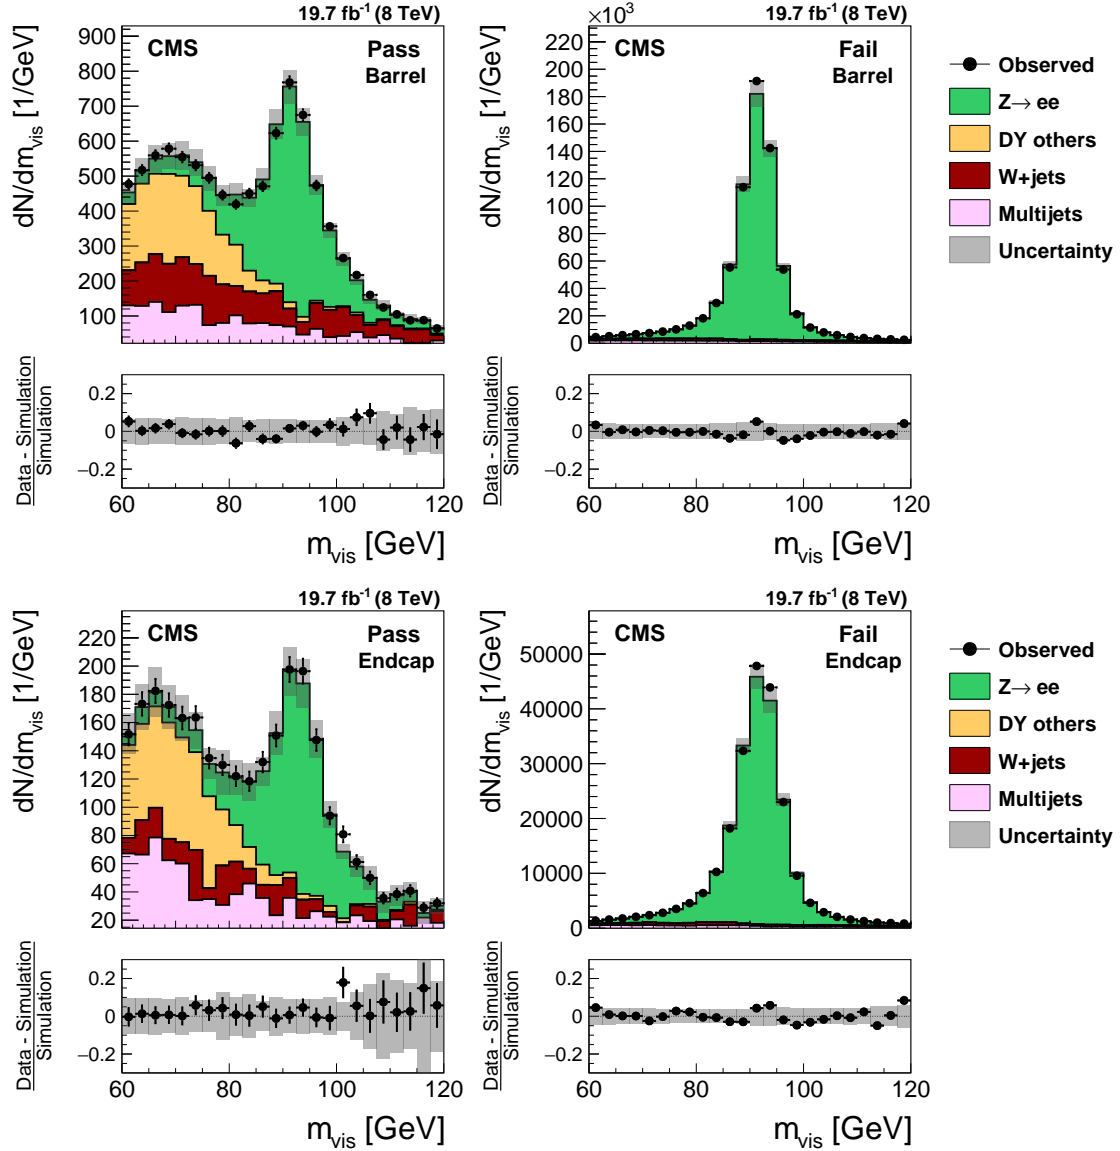 19.7 fb⁻¹ (8 TeV)
CMS
Pass
Barrel
dN/dm_vis [1/GeV]
900
800
700
600
500
400
300
200
100
Data - Simulation
Simulation
0.2
0
−0.2
60
80
100
120
m_vis [GeV]
×10³
19.7 fb⁻¹ (8 TeV)
CMS
Fail
Barrel
dN/dm_vis [1/GeV]
220
200
180
160
140
120
100
80
60
40
20
0
Data - Simulation
Simulation
0.2
0
−0.2
60
80
100
120
m_vis [GeV]
Observed
Z→ ee
DY others
W+jets
Multijets
Uncertainty
19.7 fb⁻¹ (8 TeV)
CMS
Pass
Endcap
dN/dm_vis [1/GeV]
220
200
180
160
140
120
100
80
60
40
20
Data - Simulation
Simulation
0.2
0
−0.2
60
80
100
120
m_vis [GeV]
19.7 fb⁻¹ (8 TeV)
CMS
Fail
Endcap
dN/dm_vis [1/GeV]
50000
40000
30000
20000
10000
0
Data - Simulation
Simulation
0.2
0
−0.2
60
80
100
120
m_vis [GeV]
Observed
Z→ ee
DY others
W+jets
Multijets
Uncertainty